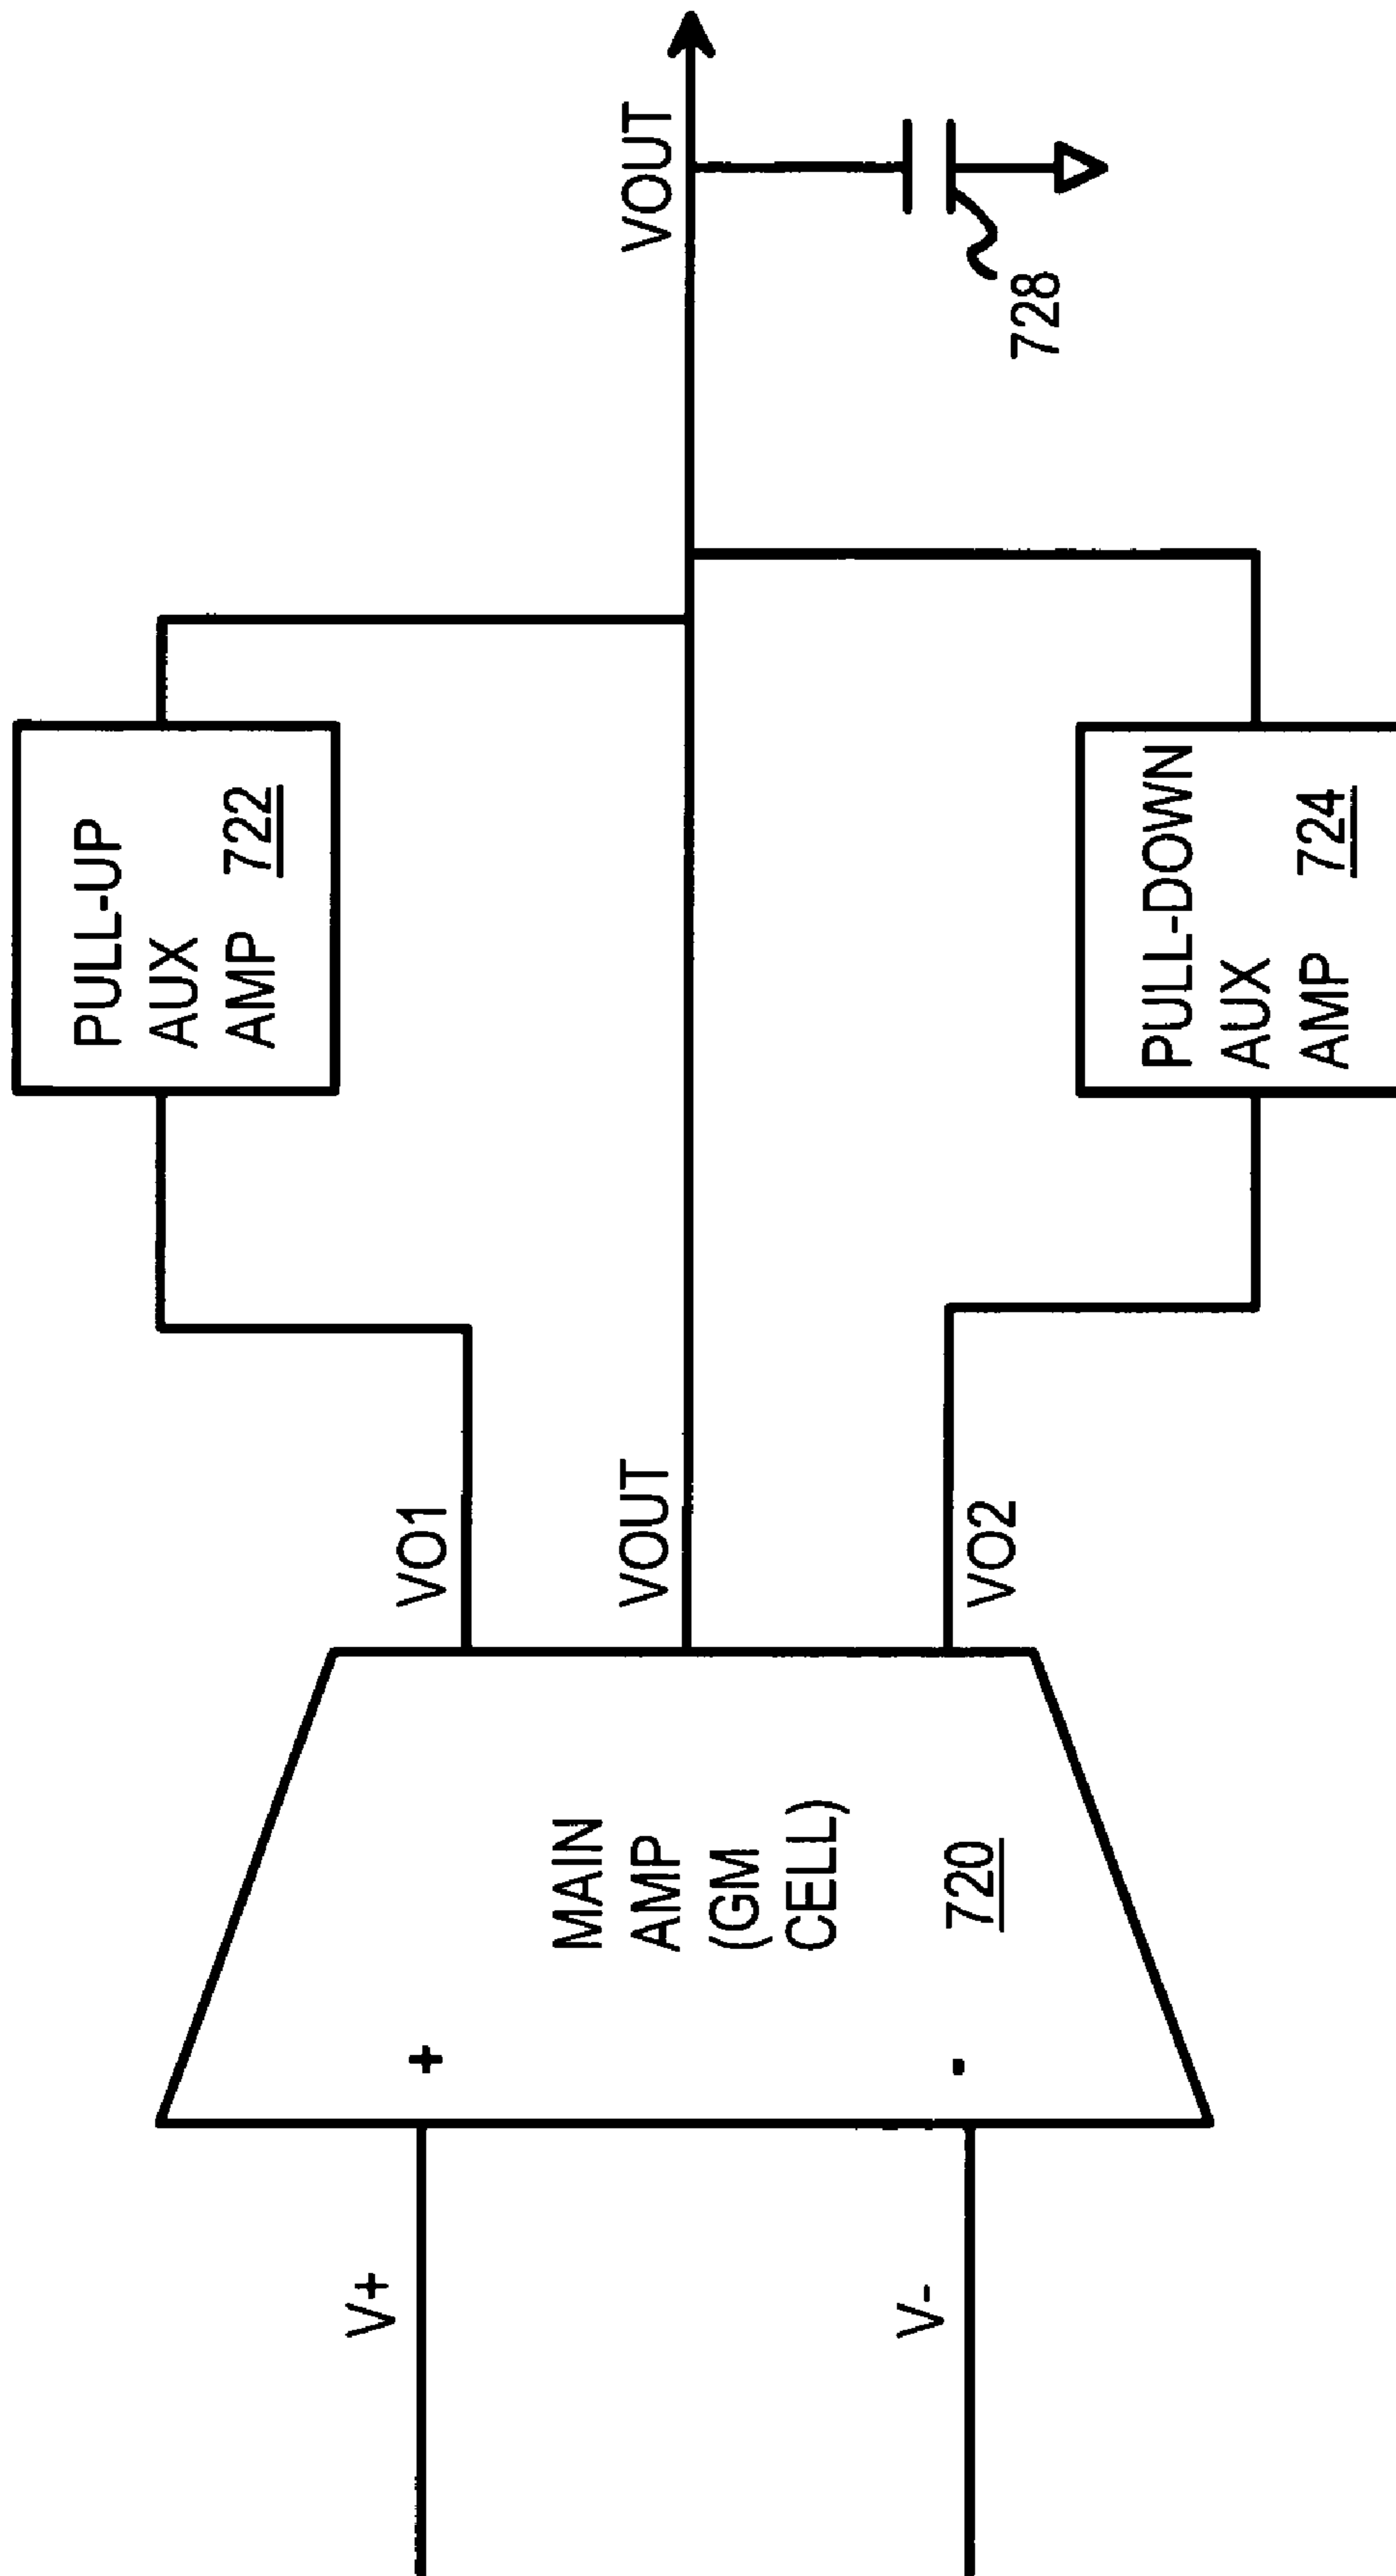 PULL-UP
AUX
AMP 722
VO1
VOUT
VOUT
V+
+
MAIN
AMP
(GM
CELL)
720
V-
-
VO2
728
PULL-DOWN
AUX
AMP 724